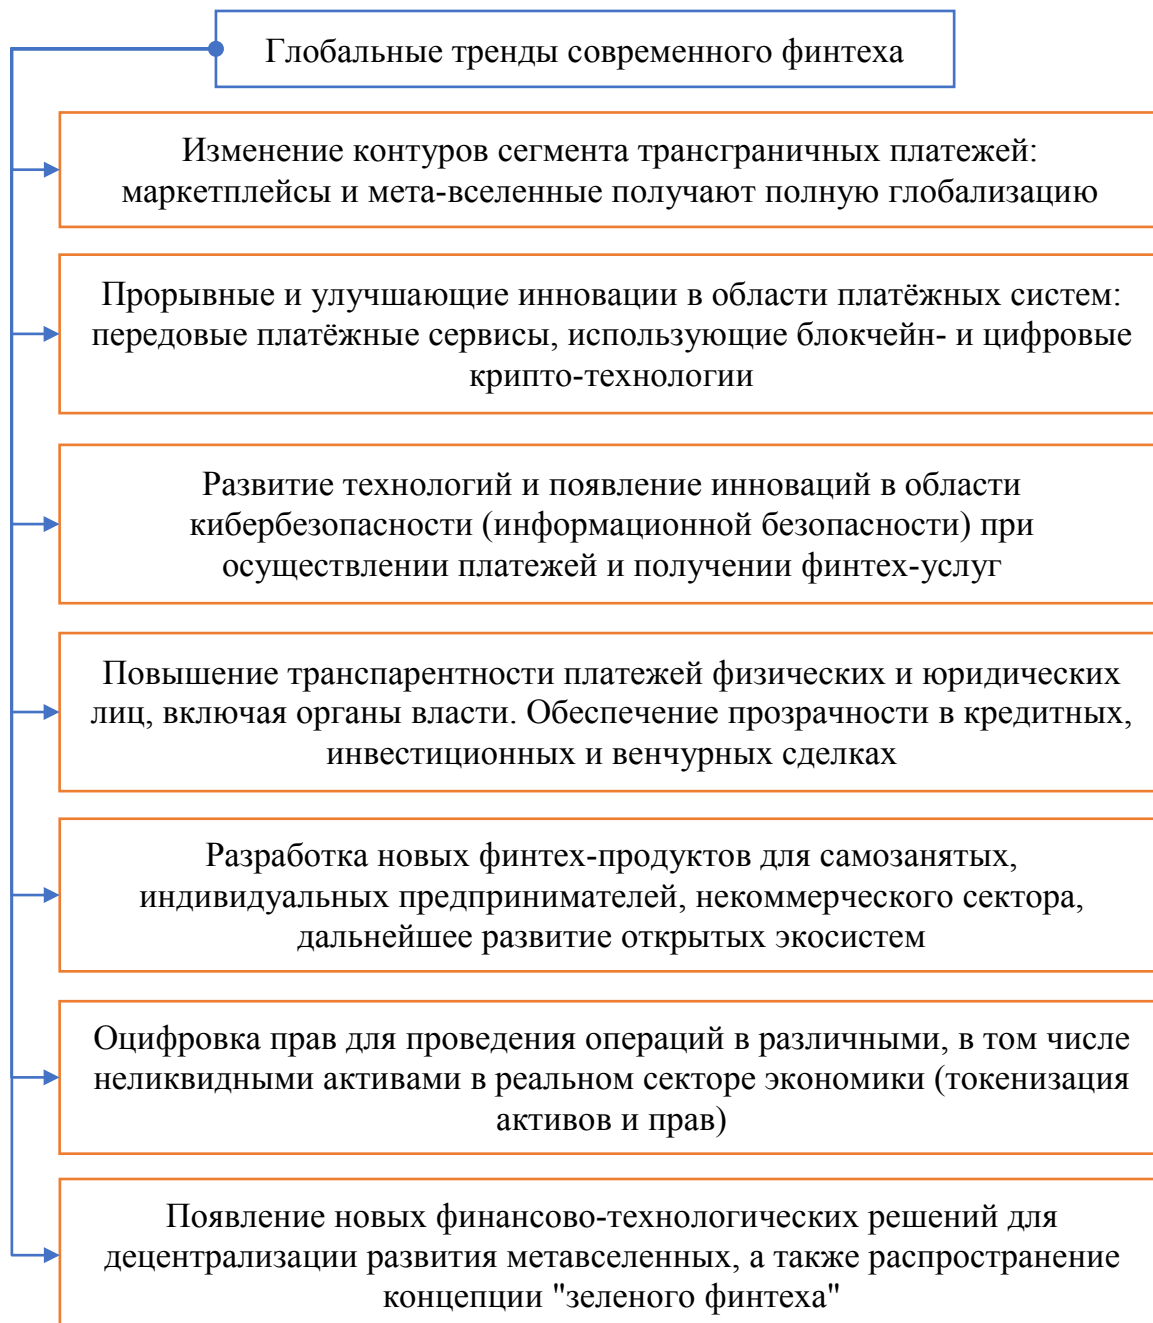 Глобальные тренды современного финтеха
Изменение контуров сегмента трансграничных платежей:
маркетплейсы и мета-вселенные получают полную глобализацию
Прорывные и улучшающие инновации в области платёжных систем:
передовые платёжные сервисы, использующие блокчейн- и цифровые
крипто-технологии
Развитие технологий и появление инноваций в области
кибербезопасности (информационной безопасности) при
осуществлении платежей и получении финтех-услуг
Повышение транспарентности платежей физических и юридических
лиц, включая органы власти. Обеспечение прозрачности в кредитных,
инвестиционных и венчурных сделках
Разработка новых финтех-продуктов для самозанятых,
индивидуальных предпринимателей, некоммерческого сектора,
дальнейшее развитие открытых экосистем
Оцифровка прав для проведения операций в различными, в том числе
неликвидными активами в реальном секторе экономики (токенизация
активов и прав)
Появление новых финансово-технологических решений для
децентрализации развития метавселенных, а также распространение
концепции "зеленого финтеха"